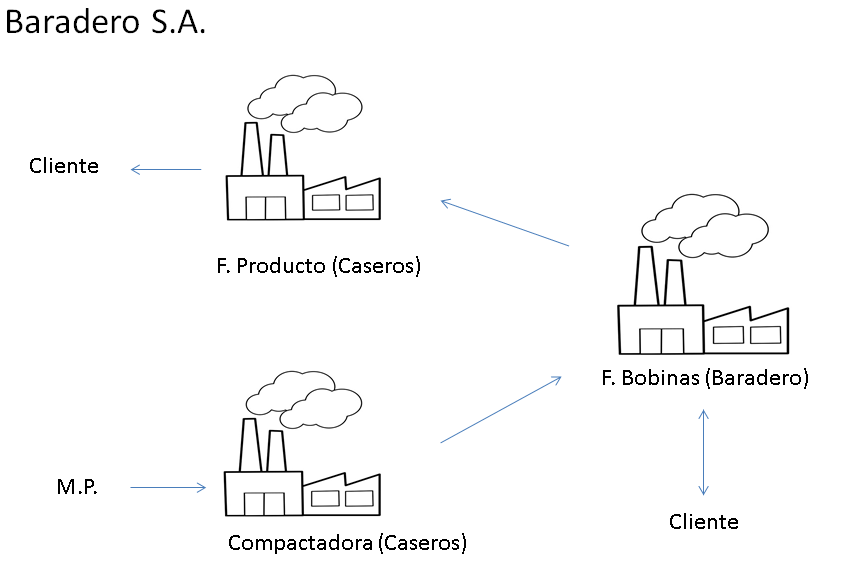 Baradero S.A.
Cliente
F. Producto (Caseros)
F. Bobinas (Baradero)
M.P.
Cliente
Compactadora (Caseros)